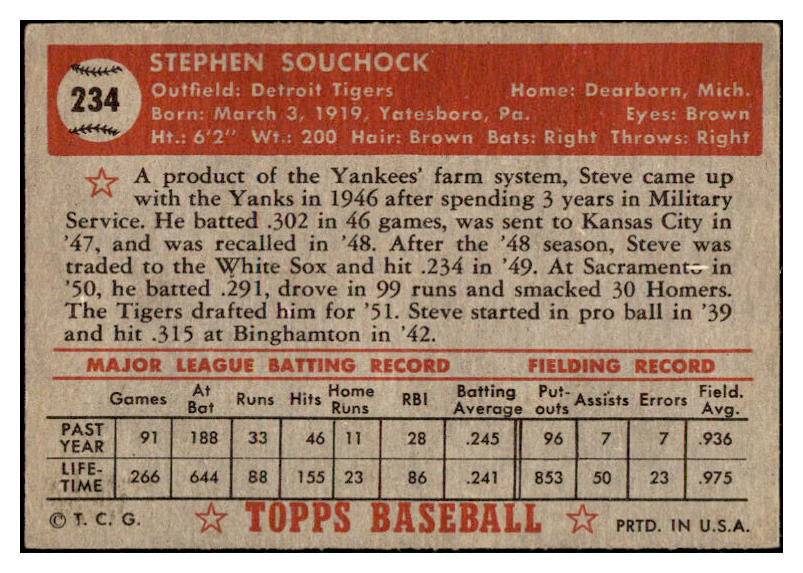 234
STEPHEN SOUCHOCK
Outfield: Detroit Tigers Home: Dearborn, Mich.
Born: March 3, 1919, Yatesboro, Pa. Eyes: Brown
Ht.: 6'2" Wt.: 200 Hair: Brown Bats: Right Throws: Right
A product of the Yankees' farm system, Steve came up
with the Yanks in 1946 after spending 3 years in Military
Service. He batted .302 in 46 games, was sent to Kansas City in
'47, and was recalled in '48. After the '48 season, Steve was
traded to the White Sox and hit .234 in '49. At Sacramento in
'50, he batted .291, drove in 99 runs and smacked 30 Homers.
The Tigers drafted him for '51. Steve started in pro ball in '39
and hit .315 at Binghamton in '42.
MAJOR LEAGUE BATTING RECORD FIELDING RECORD
Games At Bat Runs Hits Home Runs RBI Batting Average Put-outs Assists Errors Field. Avg.
PAST YEAR 91 188 33 46 11 28 .245 96 7 7 .936
LIFE-TIME 266 644 88 155 23 86 .241 853 50 23 .975
© T. C. G. TOPPS BASEBALL PRTD. IN U.S.A.